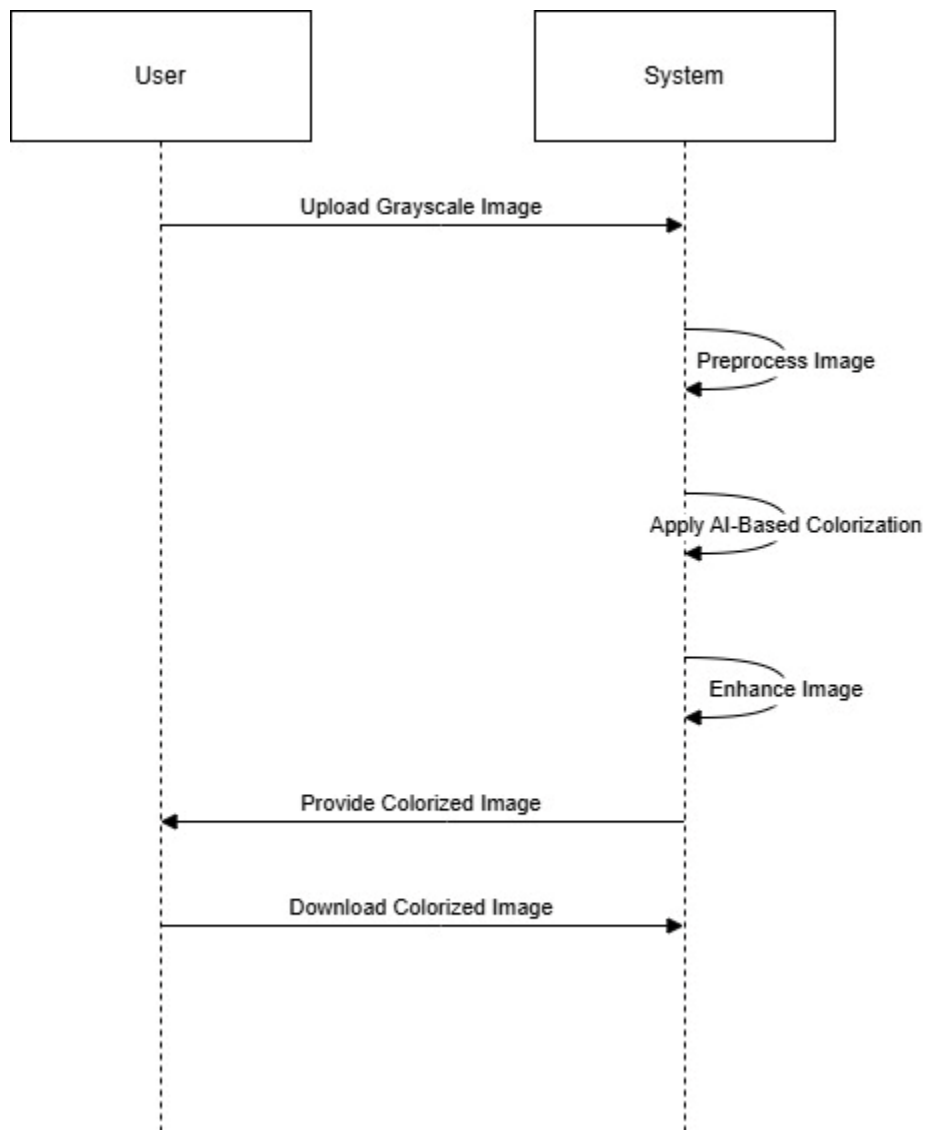 User
System
Upload Grayscale Image
Preprocess Image
Apply AI-Based Colorization
Enhance Image
Provide Colorized Image
Download Colorized Image